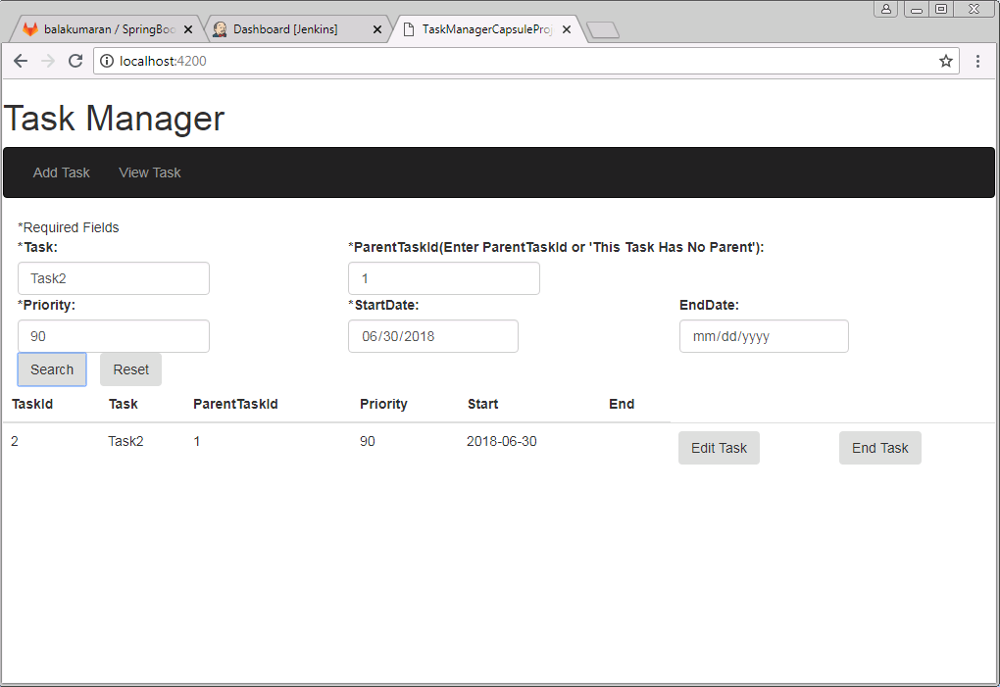 balakumaran / SpringBoo
Dashboard [Jenkins]
TaskManagerCapsuleProj
localhost:4200
Task Manager
Add Task View Task
*Required Fields
*Task: *ParentTaskId(Enter ParentTaskId or 'This Task Has No Parent'):
Task2 1
*Priority: *StartDate: EndDate:
90 06/30/2018 mm/dd/yyyy
Search Reset
TaskId Task ParentTaskId Priority Start End
2 Task2 1 90 2018-06-30 Edit Task End Task